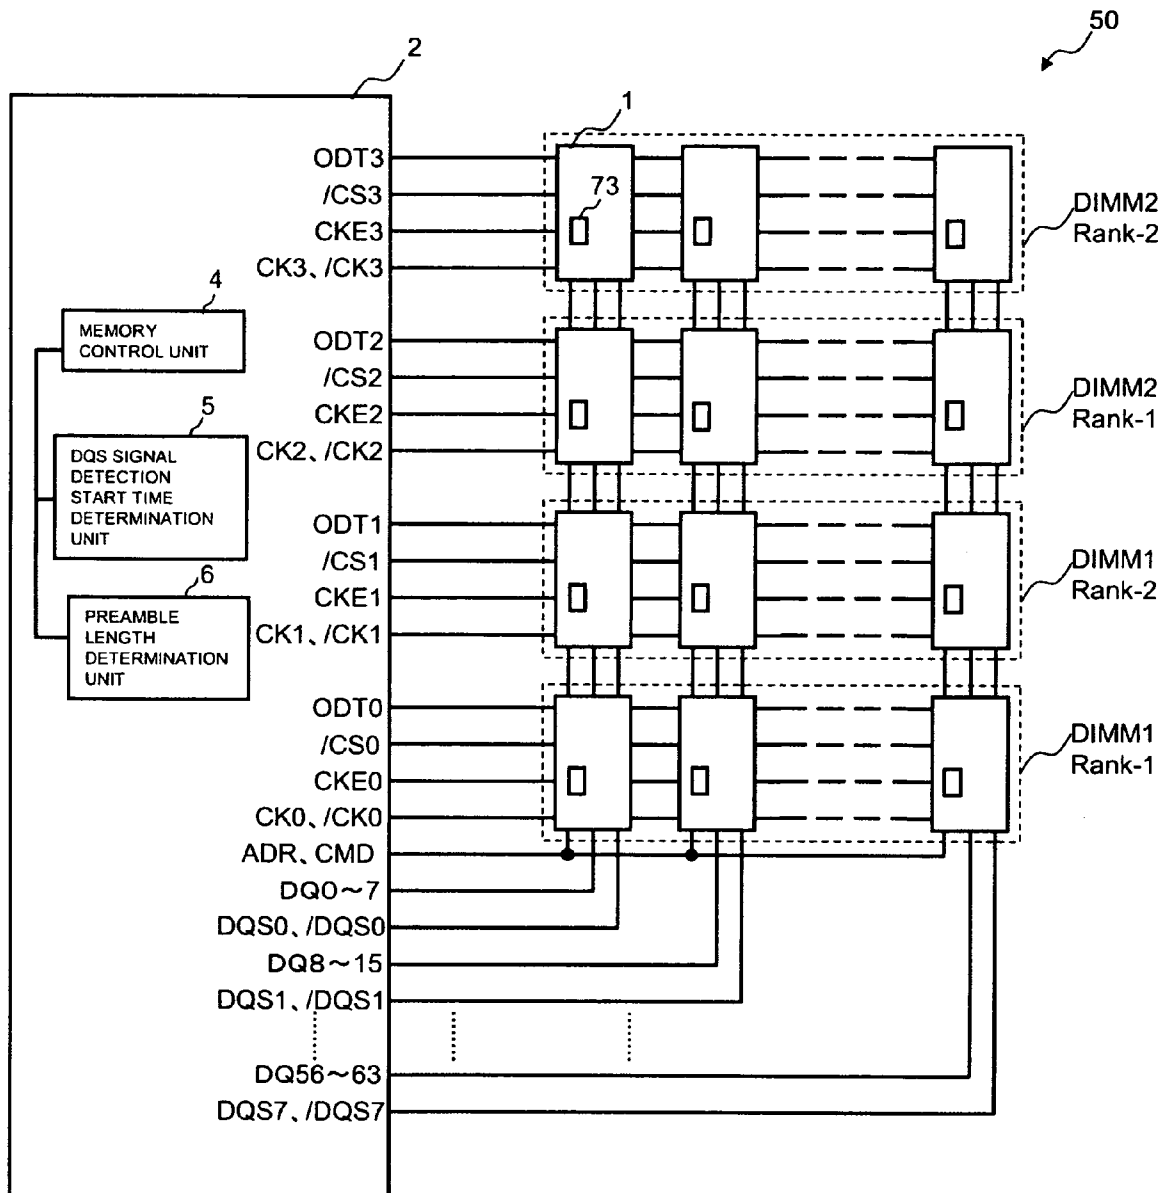 50
2
1
ODT3
/CS3
73
CKE3
CK3、/CK3
DIMM2
Rank-2
4
MEMORY
CONTROL UNIT
ODT2
/CS2
CKE2
CK2、/CK2
DIMM2
Rank-1
5
DQS SIGNAL
DETECTION
START TIME
DETERMINATION
UNIT
ODT1
/CS1
CKE1
CK1、/CK1
DIMM1
Rank-2
6
PREAMBLE
LENGTH
DETERMINATION
UNIT
ODT0
/CS0
CKE0
CK0、/CK0
DIMM1
Rank-1
ADR、CMD
DQ0～7
DQS0、/DQS0
DQ8～15
DQS1、/DQS1
DQ56～63
DQS7、/DQS7